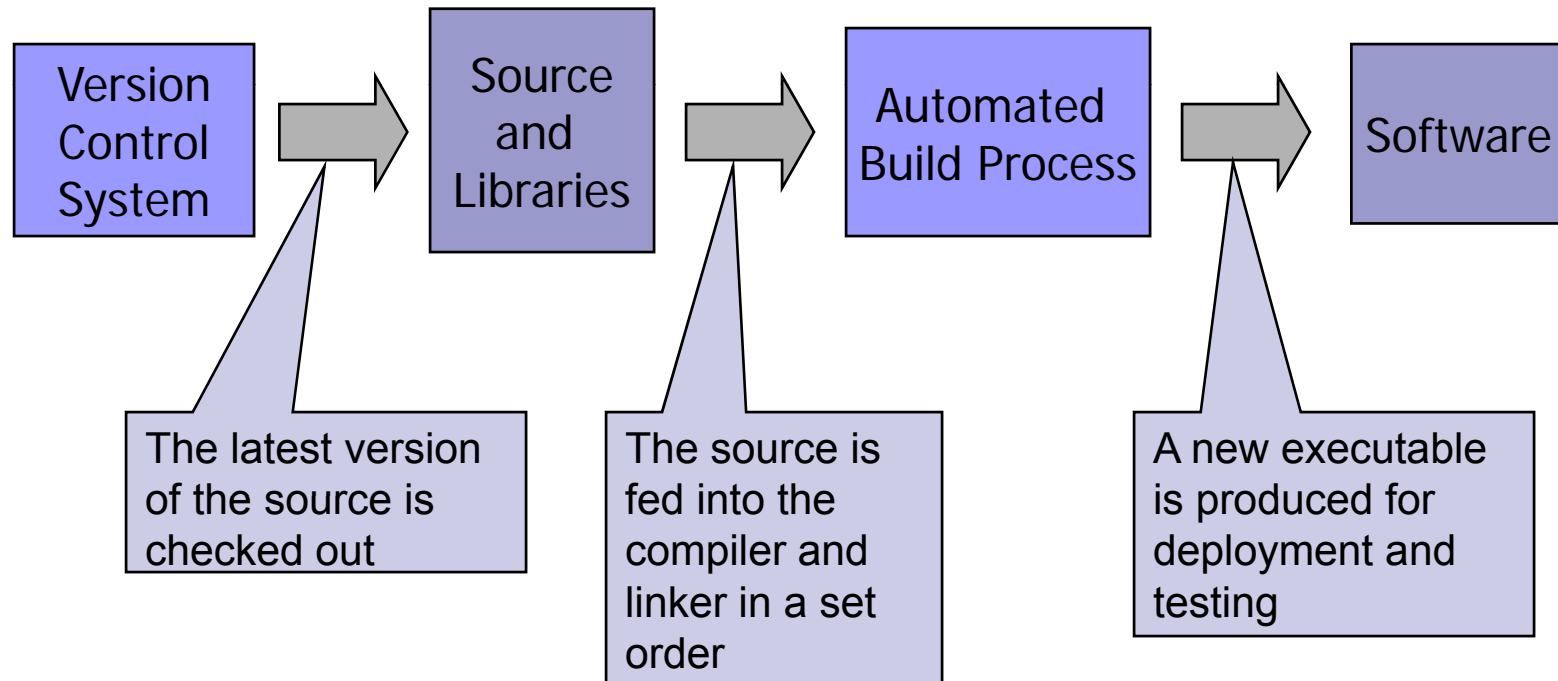 Version
Control
System
Source
and
Libraries
Automated
Build Process
Software
The latest version
of the source is
checked out
The source is
fed into the
compiler and
linker in a set
order
A new executable
is produced for
deployment and
testing